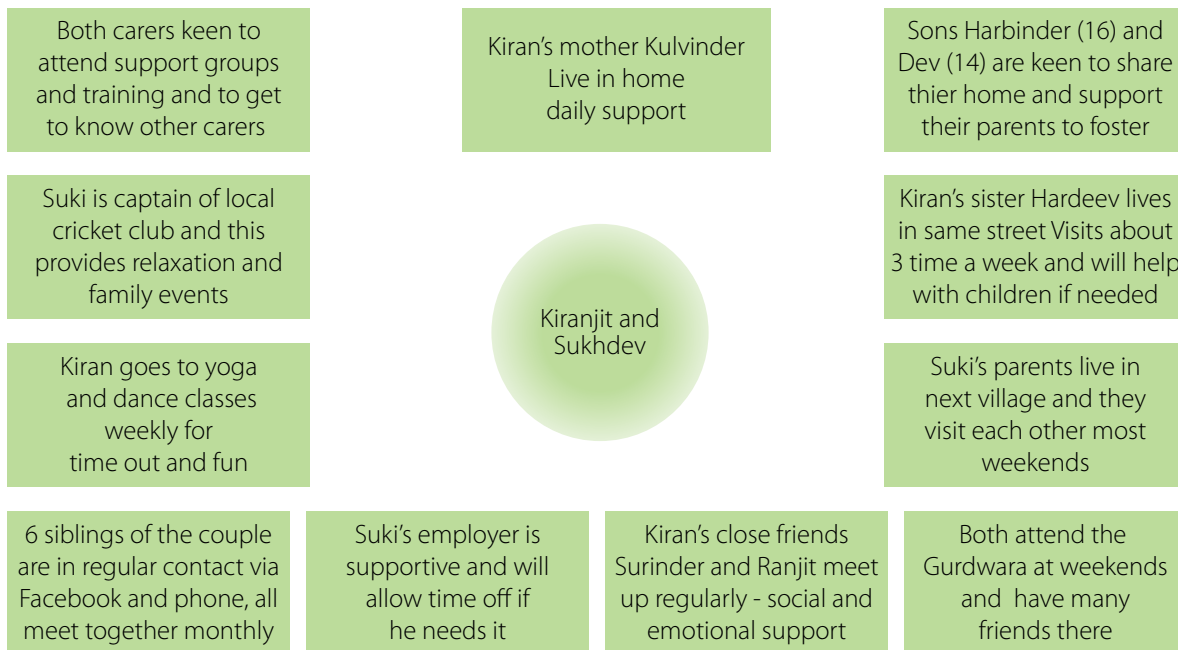 Both carers keen to
attend support groups
and training and to get
to know other carers
Kiran’s mother Kulvinder
Live in home
daily support
Sons Harbinder (16) and
Dev (14) are keen to share
thier home and support
their parents to foster
Suki is captain of local
cricket club and this
provides relaxation and
family events
Kiran’s sister Hardeev lives
in same street Visits about
3 time a week and will help
with children if needed
Kiranjit and
Sukhdev
Kiran goes to yoga
and dance classes
weekly for
time out and fun
Suki’s parents live in
next village and they
visit each other most
weekends
6 siblings of the couple
are in regular contact via
Facebook and phone, all
meet together monthly
Suki’s employer is
supportive and will
allow time off if
he needs it
Kiran’s close friends
Surinder and Ranjit meet
up regularly - social and
emotional support
Both attend the
Gurdwara at weekends
and have many
friends there